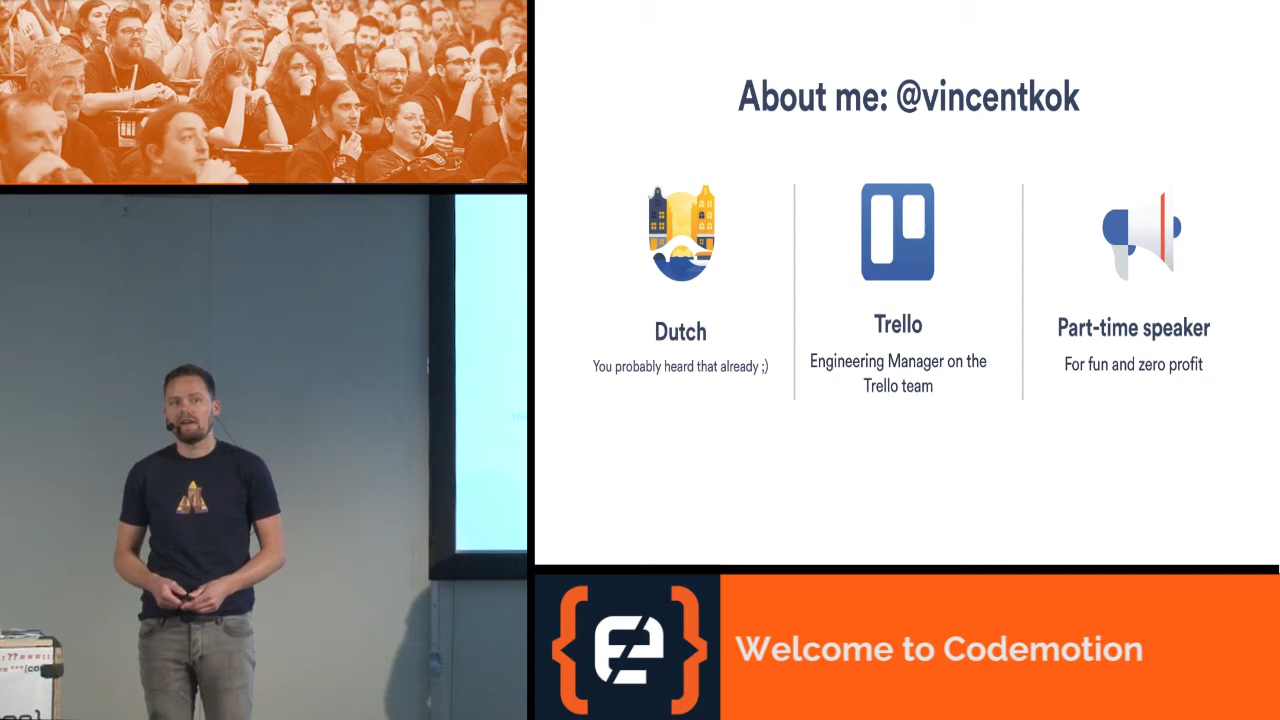 About me: @vincentkok
Dutch
You probably heard that already ;)
Trello
Engineering Manager on the
Trello team
Part-time speaker
For fun and zero profit
Welcome to Codemotion